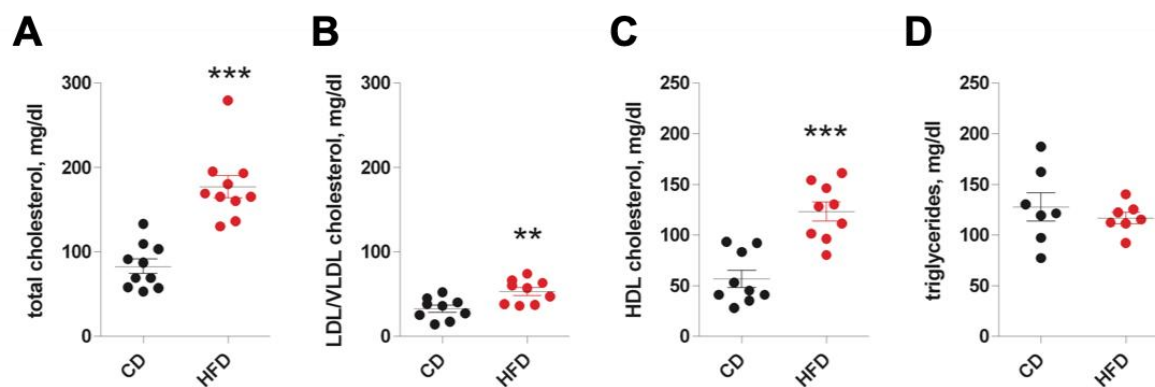 A
total cholesterol, mg/dl
300
200
100
0
***
CD
HFD
B
LDL/VLDL cholesterol, mg/dl
300
200
100
0
**
CD
HFD
C
HDL cholesterol, mg/dl
250
200
150
100
50
0
***
CD
HFD
D
triglycerides, mg/dl
250
200
150
100
50
0
CD
HFD